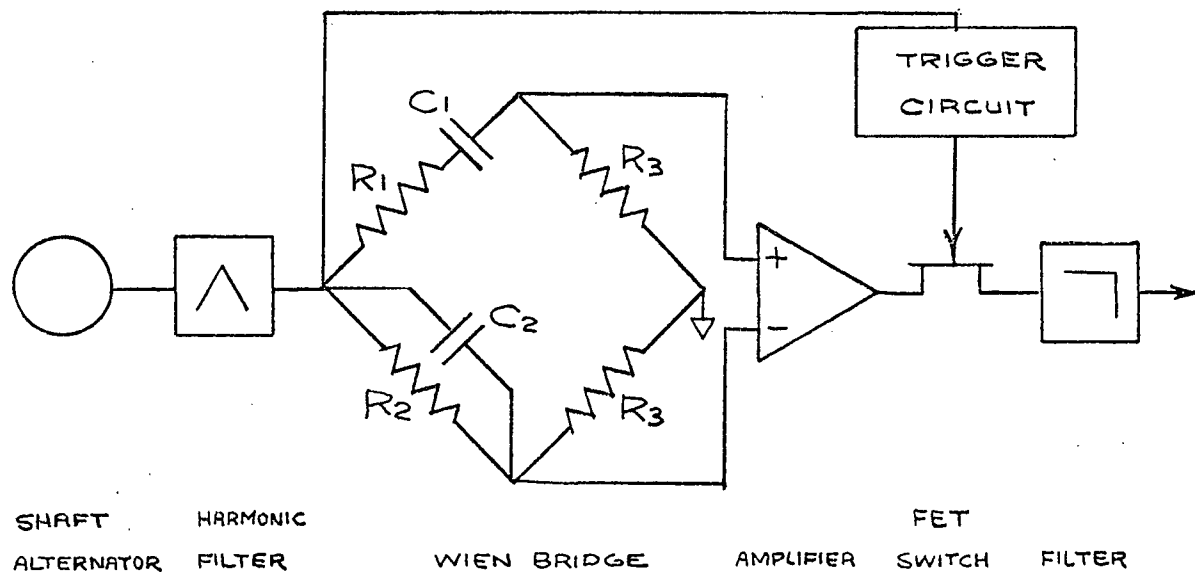 TRIGGER
CIRCUIT
C1
R1
R3
+
C2
−
R2
R3
SHAFT ALTERNATOR
HARMONIC FILTER
WIEN BRIDGE
AMPLIFIER
FET SWITCH
FILTER